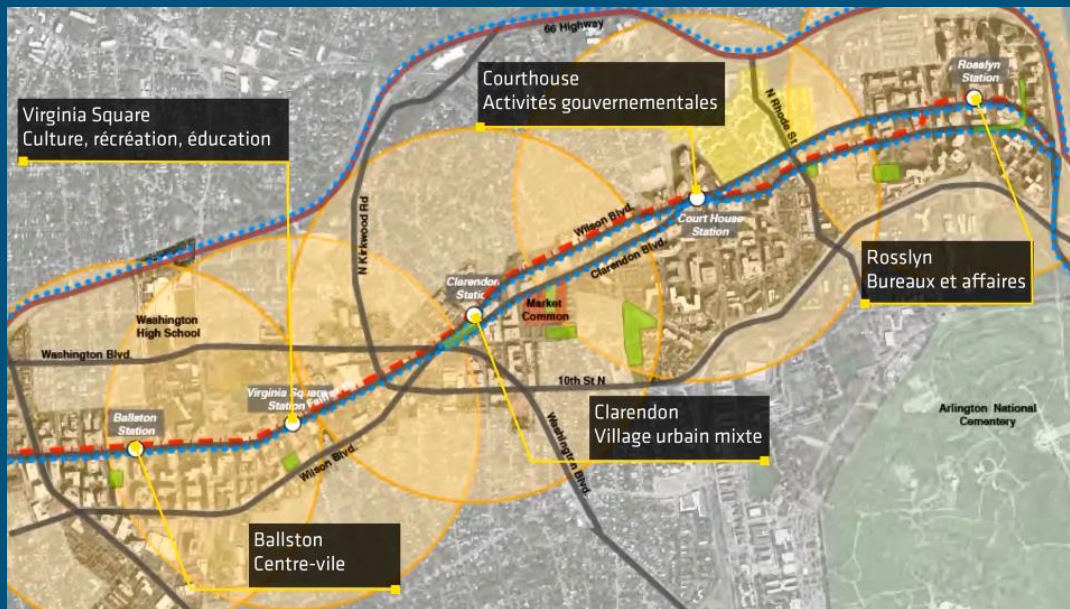 66 Highway
Courthouse
Activités gouvernementales
Rosslyn
Station
N Rhode St
Virginia Square
Culture, récréation, éducation
N Kirkwood Rd
Wilson Blvd.
Court House
Station
Clarendon Blvd.
Rosslyn
Bureaux et affaires
Clarendon
Station
Market
Common
Washington
High School
Washington Blvd.
10th St N
Virginia Square
Station
Ballston
Station
Wilson Blvd.
Clarendon
Village urbain mixte
Washington Blvd.
Arlington National
Cementery
Ballston
Centre-vile